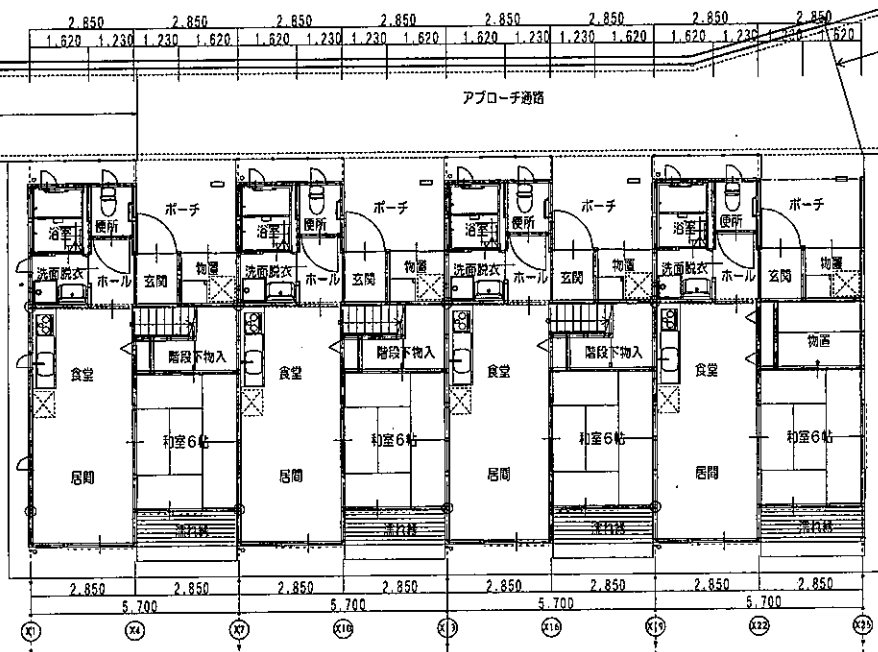 2.850 2.850 2.850 2.850 2.850 2.850 2.850 2.850
1.620 1.230 1.230 1.620 1.620 1.230 1.230 1.620 1.620 1.230 1.230 1.620 1.620 1.230 1.230 1.620
アプローチ通路
浴室 便所 ポーチ 浴室 便所 ポーチ 浴室 便所 ポーチ 浴室 便所 ポーチ
洗面脱衣 ホール 玄関 物置 洗面脱衣 ホール 玄関 物置 洗面脱衣 ホール 玄関 物置 洗面脱衣 ホール 玄関 物置
階段下物入 階段下物入 階段下物入 物置
食堂 食堂 食堂 食堂
和室6帖 和室6帖 和室6帖 和室6帖
居間 居間 居間 居間
濡れ縁 濡れ縁 濡れ縁 濡れ縁
2.850 2.850 2.850 2.850 2.850 2.850 2.850 2.850
5.700 5.700 5.700 5.700
X1 X4 X7 X10 X13 X16 X19 X22 X25